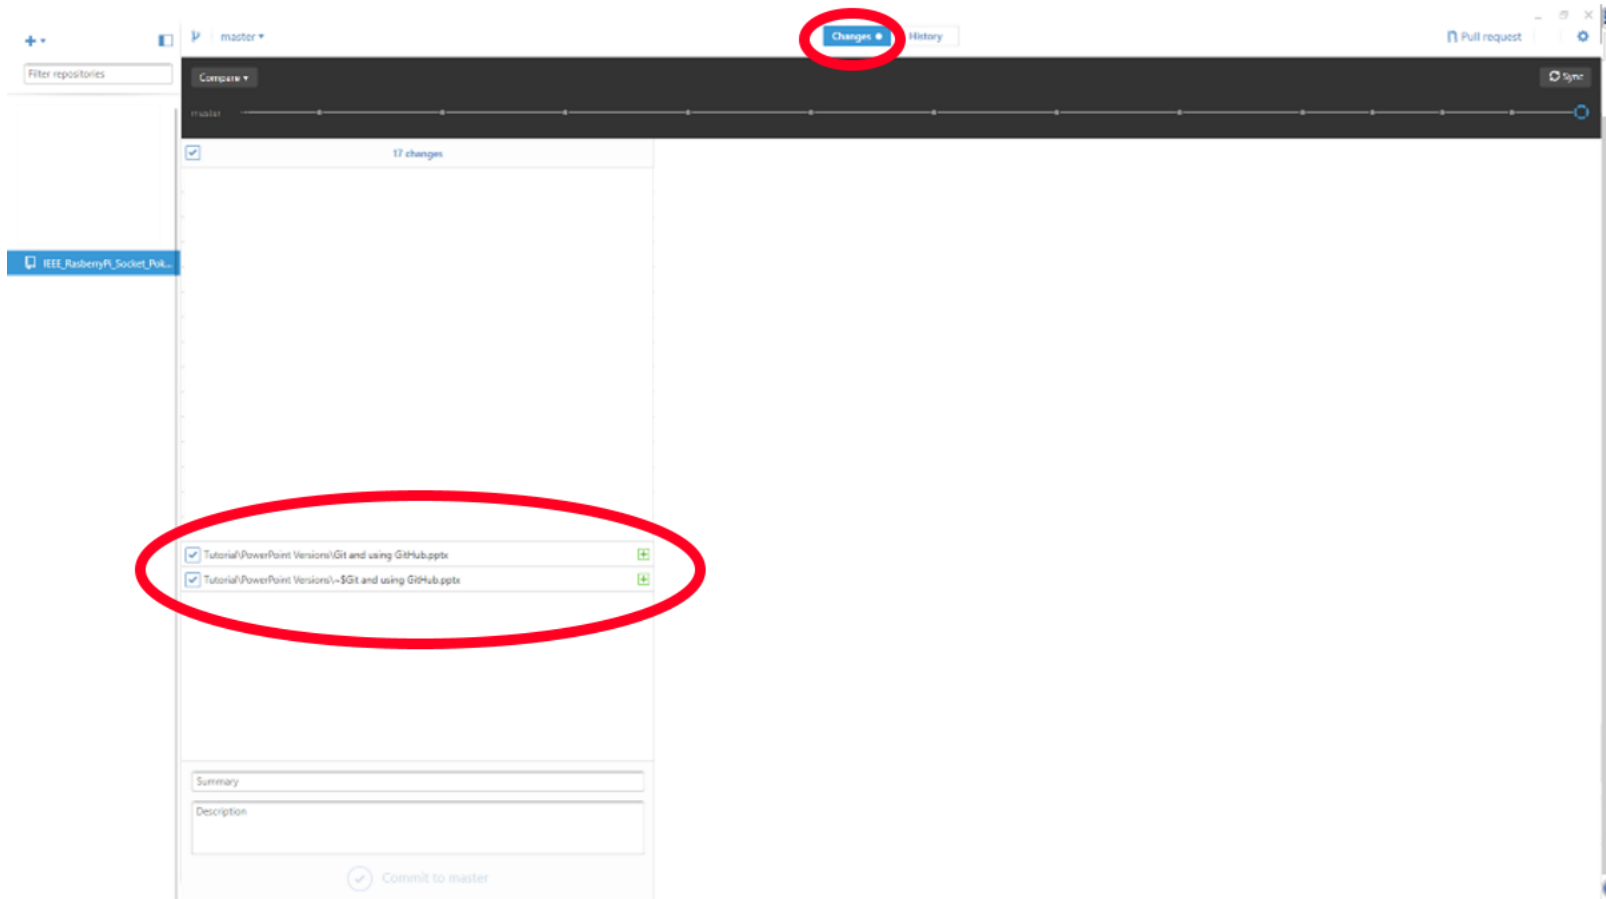 master
Changes
History
Pull request
Filter repositories
Compare
Sync
master
17 changes
IEEE_RasberryPi_Socket_Pok...
Tutorial\PowerPoint Versions\Git and using GitHub.pptx
Tutorial\PowerPoint Versions\~$Git and using GitHub.pptx
Summary
Description
Commit to master